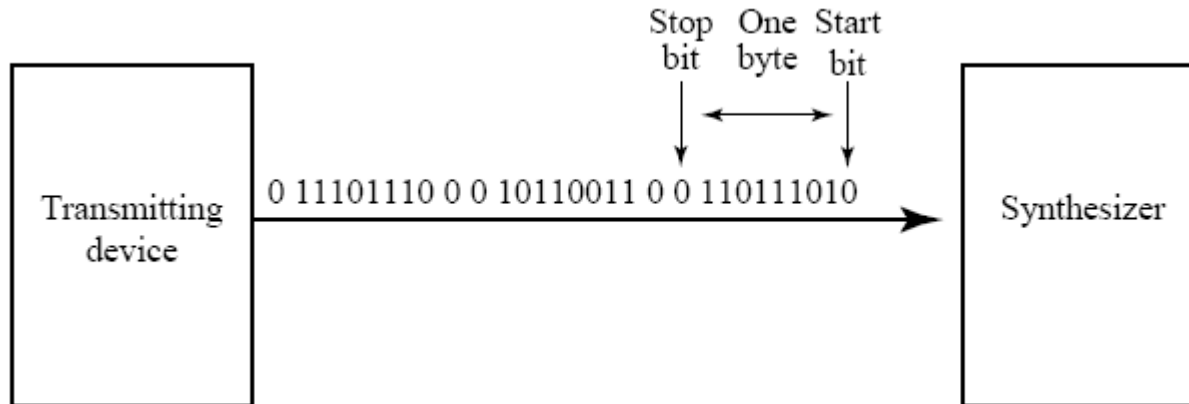 Stop One Start
bit byte bit
0 11101110 0 0 10110011 0 0 110111010
Transmitting
device
Synthesizer